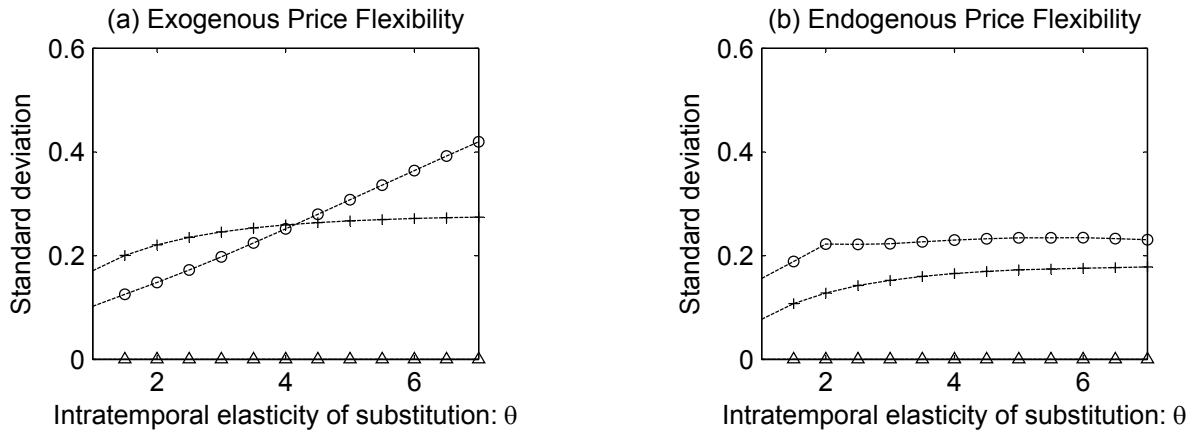 (a) Exogenous Price Flexibility
(b) Endogenous Price Flexibility
Standard deviation
0.6
0.4
0.2
0
2
4
6
Intratemporal elasticity of substitution: θ
Standard deviation
0.6
0.4
0.2
0
2
4
6
Intratemporal elasticity of substitution: θ